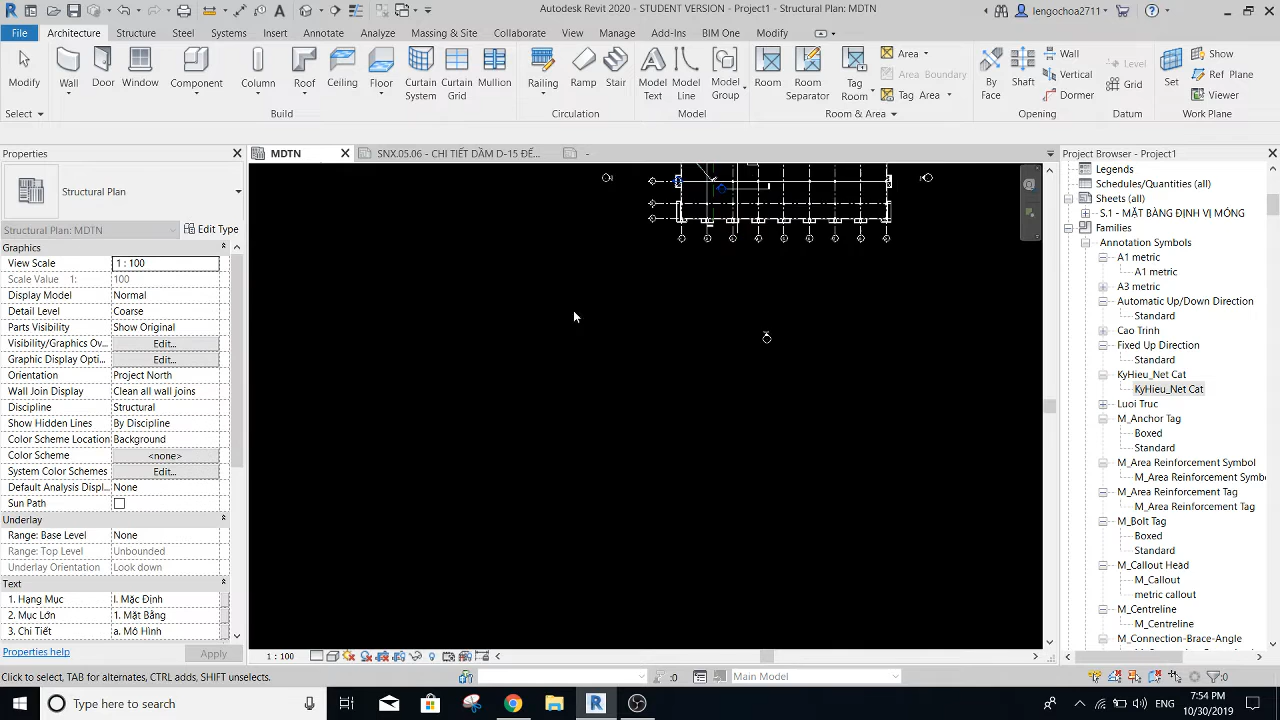 Autodesk Revit 2020 - STUDENT VERSION - Project1 - Structural Plan: MDTN
lengochoa2711
File Architecture Structure Steel Systems Insert Annotate Analyze Massing & Site Collaborate View Manage Add-Ins BIM One Modify
Modify Wall Door Window Component Column Roof Ceiling Curtain System Curtain Grid Mullion Floor Railing Ramp Stair Model Text Model Line Model Group Room Room Separator Tag Room
Area Area Boundary Tag Area
By Face Shaft Wall Vertical Dormer
Level Grid
Set Show Ref Plane Viewer
Select Build Circulation Model Room & Area Opening Datum Work Plane
Properties
MDTN
SNX.05.06 - CHI TIẾT DẦM D-15 ĐẾ...
-
Project Browser - Project1
Structural Plan
Structural Plan: MDTN
Edit Type
Graphics
View Scale 1 : 100
Scale Value 1: 100
Display Model Normal
Detail Level Coarse
Parts Visibility Show Original
Visibility/Graphics Ov... Edit...
Graphic Display Opti... Edit...
Orientation Project North
Wall Join Display Clean all wall joins
Discipline Structural
Show Hidden Lines By Discipline
Color Scheme Location Background
Color Scheme <none>
System Color Schemes Edit...
Default Analysis Displ... None
Sun Path
Underlay
Range: Base Level None
Range: Top Level Unbounded
Underlay Orientation Look down
Text
1. Hạng Mục I. Mặc Định
2. Mục Lớn 1. Mặt Bằng
3. Chi Tiết a. Mô Hình
Properties help
Apply
Legends
Schedules/Quantities (all)
Sheets (all)
S.1 - MẶT BẰNG ĐỊNH VỊ MÓNG
Families
Annotation Symbols
A1 metric
A1 metric
A3 metric
Automatic Up/Down Direction
Standard
Cao Trinh
Fixed Up Direction
Standard
KyHieu_Net Cat
KyHieu_Net Cat
Luoi Truc
M_Anchor Tag
Boxed
Standard
M_Area Reinforcement Symbol
M_Area Reinforcement Symbo
M_Area Reinforcement Tag
M_Area Reinforcement Tag
M_Bolt Tag
Boxed
Standard
M_Callout Head
M_Callout
metric callout
M_Centreline
M_Centreline
M_Connection-Brace-Angle
1 : 100
Click to select, TAB for alternates, CTRL adds, SHIFT unselects.
:0
Main Model
:0
Type here to search
ENG
7:54 PM
10/30/2019